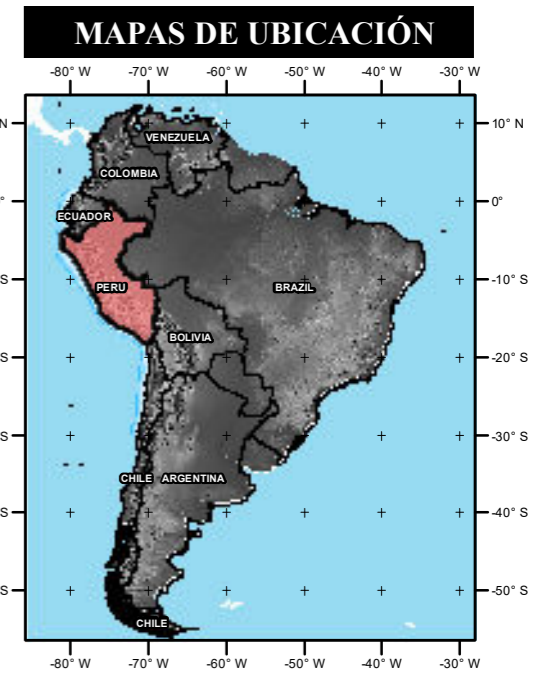 MAPAS DE UBICACIÓN
-80° W -70° W -60° W -50° W -40° W -30° W
N 10° N
VENEZUELA
COLOMBIA
° 0°
ECUADOR
S -10° S
PERU BRAZIL
BOLIVIA
S -20° S
S -30° S
CHILE ARGENTINA
S -40° S
S -50° S
CHILE
-80° W -70° W -60° W -50° W -40° W -30° W